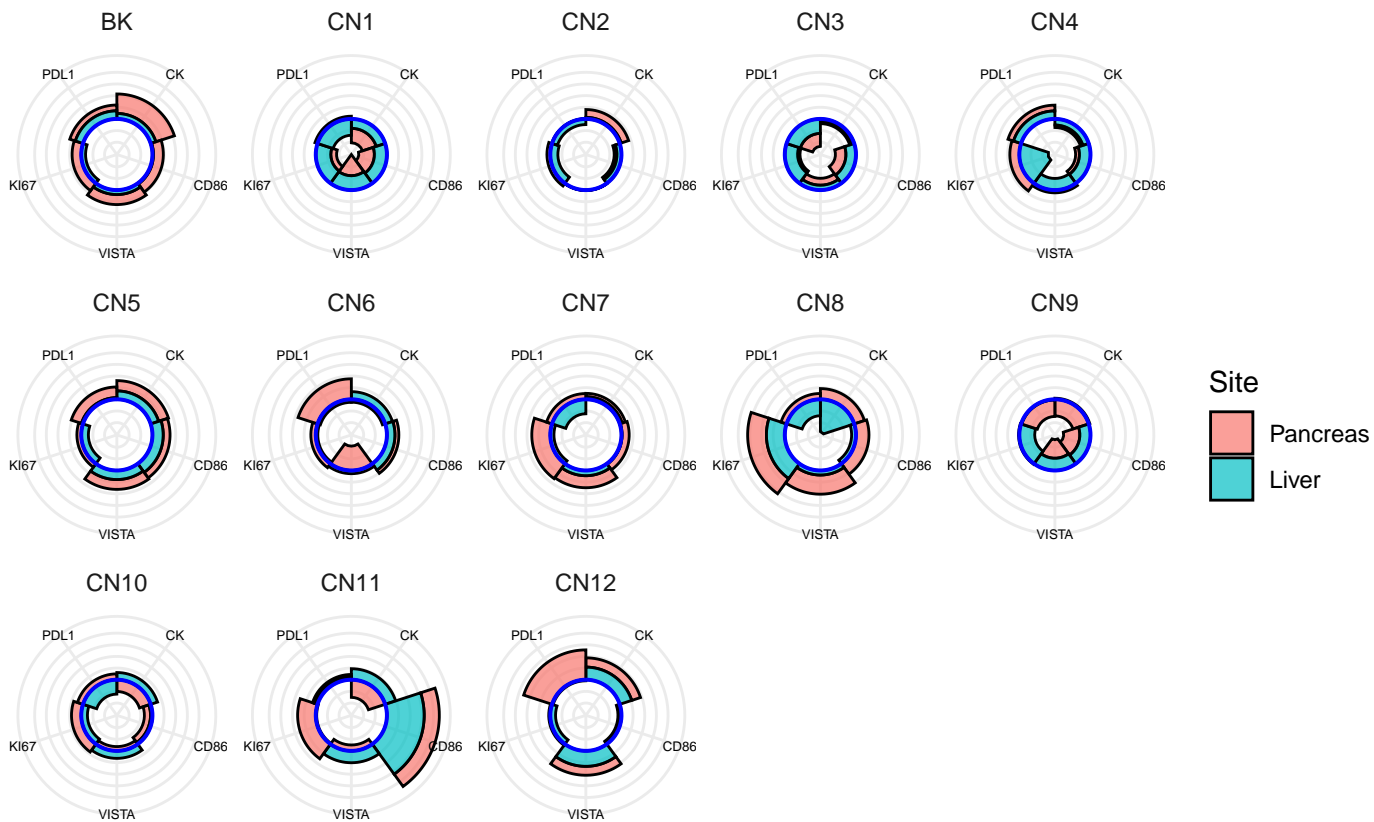 BK
PDL1
CK
KI67
CD86
VISTA
CN1
PDL1
CK
KI67
CD86
VISTA
CN2
PDL1
CK
KI67
CD86
VISTA
CN3
PDL1
CK
KI67
CD86
VISTA
CN4
PDL1
CK
KI67
CD86
VISTA
CN5
PDL1
CK
KI67
CD86
VISTA
CN6
PDL1
CK
KI67
CD86
VISTA
CN7
PDL1
CK
KI67
CD86
VISTA
CN8
PDL1
CK
KI67
CD86
VISTA
CN9
PDL1
CK
KI67
CD86
VISTA
CN10
PDL1
CK
KI67
CD86
VISTA
CN11
PDL1
CK
KI67
CD86
VISTA
CN12
PDL1
CK
KI67
CD86
VISTA
Site
Pancreas
Liver